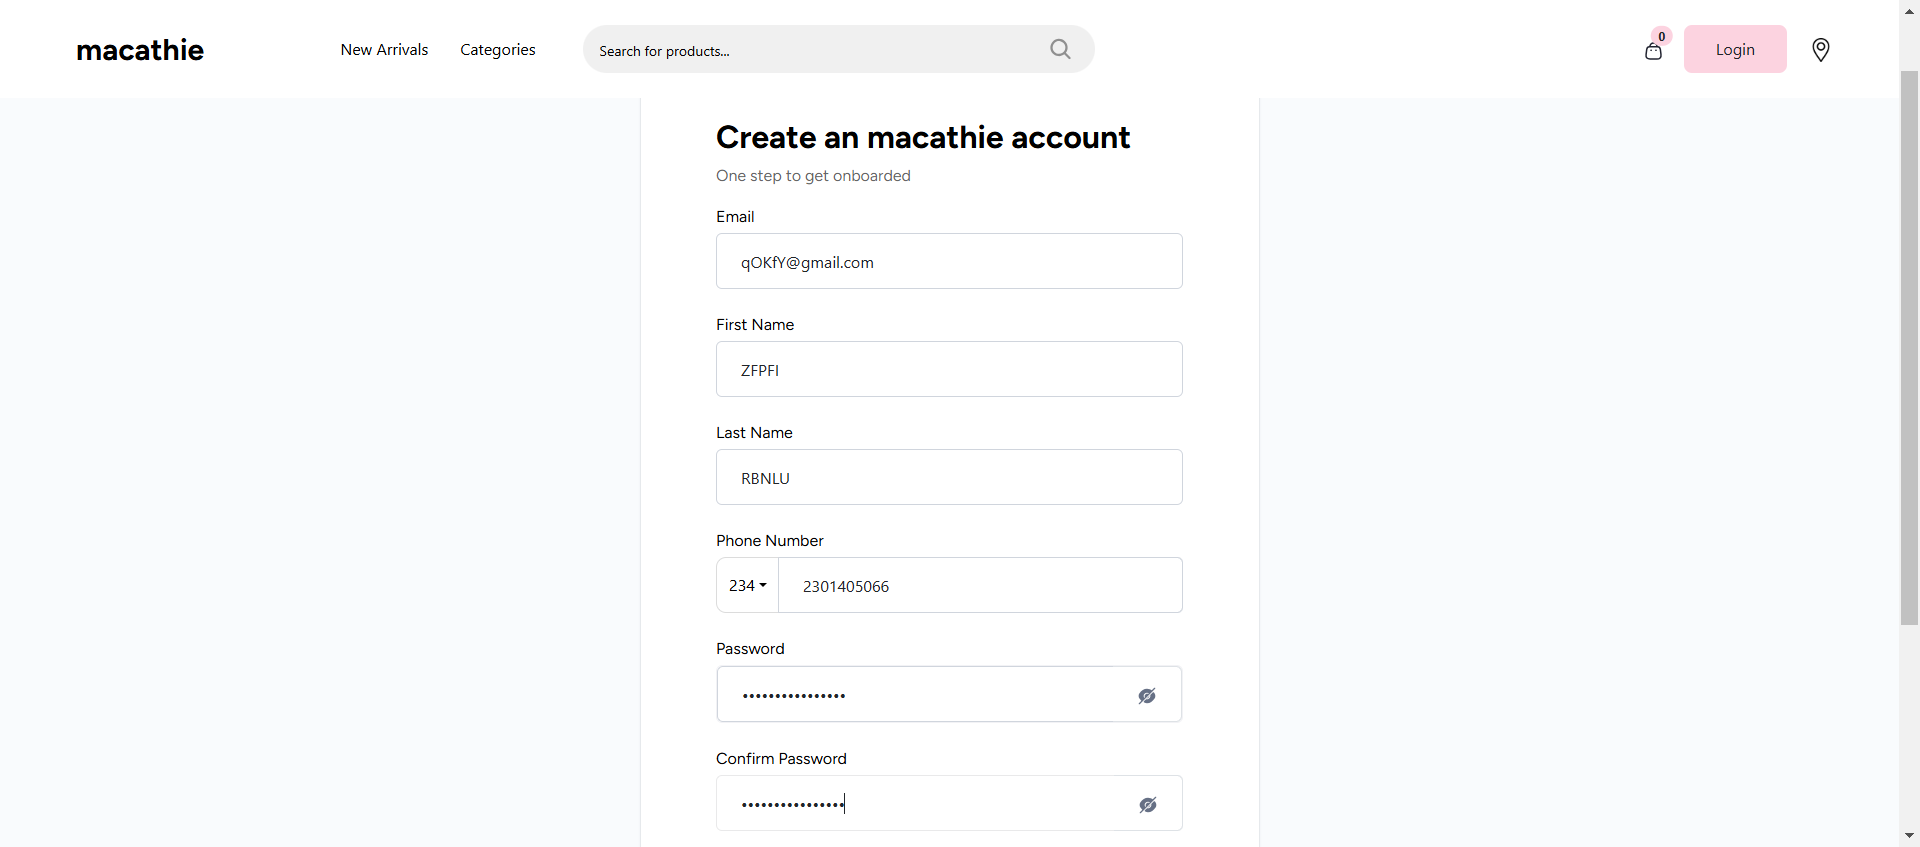 macathie
New Arrivals
Categories
Search for products...
0
Login
Create an macathie account
One step to get onboarded
Email
qOKfY@gmail.com
First Name
ZFPFI
Last Name
RBNLU
Phone Number
234
2301405066
Password
••••••••••••••••
Confirm Password
••••••••••••••••